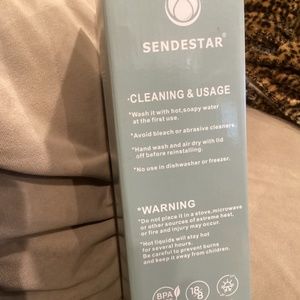 SENDESTAR®
·CLEANING & USAGE
*Wash it with hot,soapy water
at the first use.
*Avoid bleach or abrasive cleaners.
*Hand wash and air dry with lid
off before reinstalling.
*No use in dishwasher or freezer.
*WARNING
*Do not place it in a stove,microwave
or other sources of extreme heat,
or fire and injury may occur.
*Hot liquids will stay hot
for several hours.
Be careful to prevent burns
and keep it away from children.
BPA
18
8